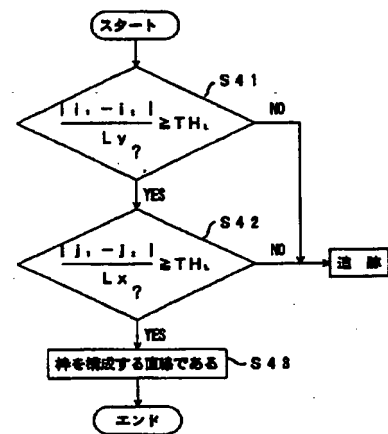 スタート
S41
| i₁ − i₂ |
Ly
≧TH₁
?
NO
YES
S42
| j₁ − j₂ |
Lx
≧TH₁
?
NO
追跡
YES
枠を構成する直線である
S43
エンド